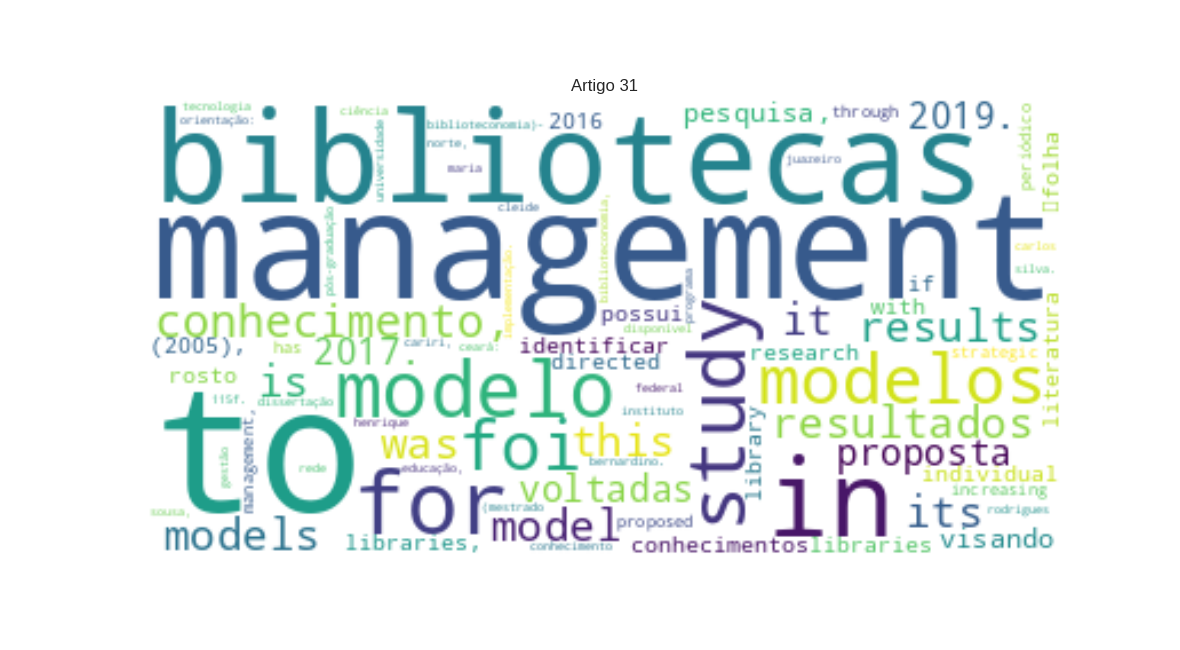 Artigo 31
tecnologia
orientação:
ciência
universidade
biblioteconomia)-
norte,
maria
2016
pesquisa,
through
2019.
juazeiro
periódico
folha
bibliotecas
management
cleide
pós-graduação
implementação.
biblioteconomia,
programa
carlos
silva.
if
with
conhecimento,
(2005),
has
2017.
cariri,
ceará:
possui
disponível
identificar
directed
study
it
results
research
strategic
literatura
rosto
is
115f.
dissertação
modelo
henrique
federal
instituto
modelos
resultados
to
gestão
management,
rede
was
foi
this
bernardino.
educação,
library
proposta
individual
increasing
rodrigues
sousa,
for
voltadas
(mestrado
model
proposed
in
its
models
libraries,
conhecimento
conhecimentos
libraries
visando